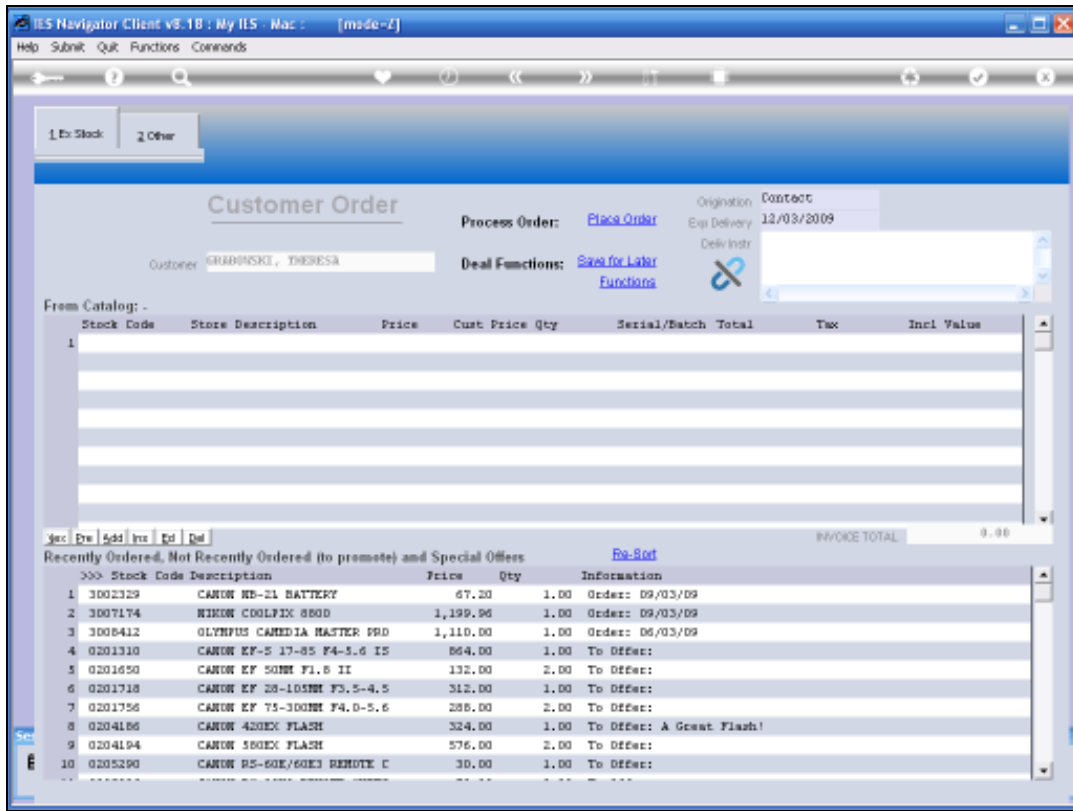 IES Navigator Client v8.18 : My IES - Mac : [mode=Z]
Help Submit Quit Functions Commands
1 Ex Stock 2 Other
Customer Order
Origination Contact
Process Order: Place Order
Exp Delivery 12/03/2009
Deliv Instr
Customer GRABOWSKI, THERESA
Deal Functions: Save for Later
Functions
From Catalog: -
Stock Code Store Description Price Cust Price Qty Serial/Batch Total Tax Incl Value
1
Nex Pre Add Ins Ed Del
INVOICE TOTAL 0.00
Recently Ordered, Not Recently Ordered (to promote) and Special Offers Re-Sort
>>> Stock Code Description Price Qty Information
1 3002329 CANON NB-2L BATTERY 67.20 1.00 Order: 09/03/09
2 3007174 NIKON COOLPIX 8800 1,199.96 1.00 Order: 09/03/09
3 3008412 OLYMPUS CAMEDIA MASTER PRO 1,110.00 1.00 Order: 06/03/09
4 0201310 CANON EF-S 17-85 F4-5.6 IS 864.00 1.00 To Offer:
5 0201650 CANON EF 50MM F1.8 II 132.00 2.00 To Offer:
6 0201718 CANON EF 28-105MM F3.5-4.5 312.00 1.00 To Offer:
7 0201756 CANON EF 75-300MM F4.0-5.6 288.00 2.00 To Offer:
8 0204186 CANON 420EX FLASH 324.00 1.00 To Offer: A Great Flash!
9 0204194 CANON 580EX FLASH 576.00 2.00 To Offer:
10 0205290 CANON RS-60E/60E3 REMOTE C 30.00 1.00 To Offer: